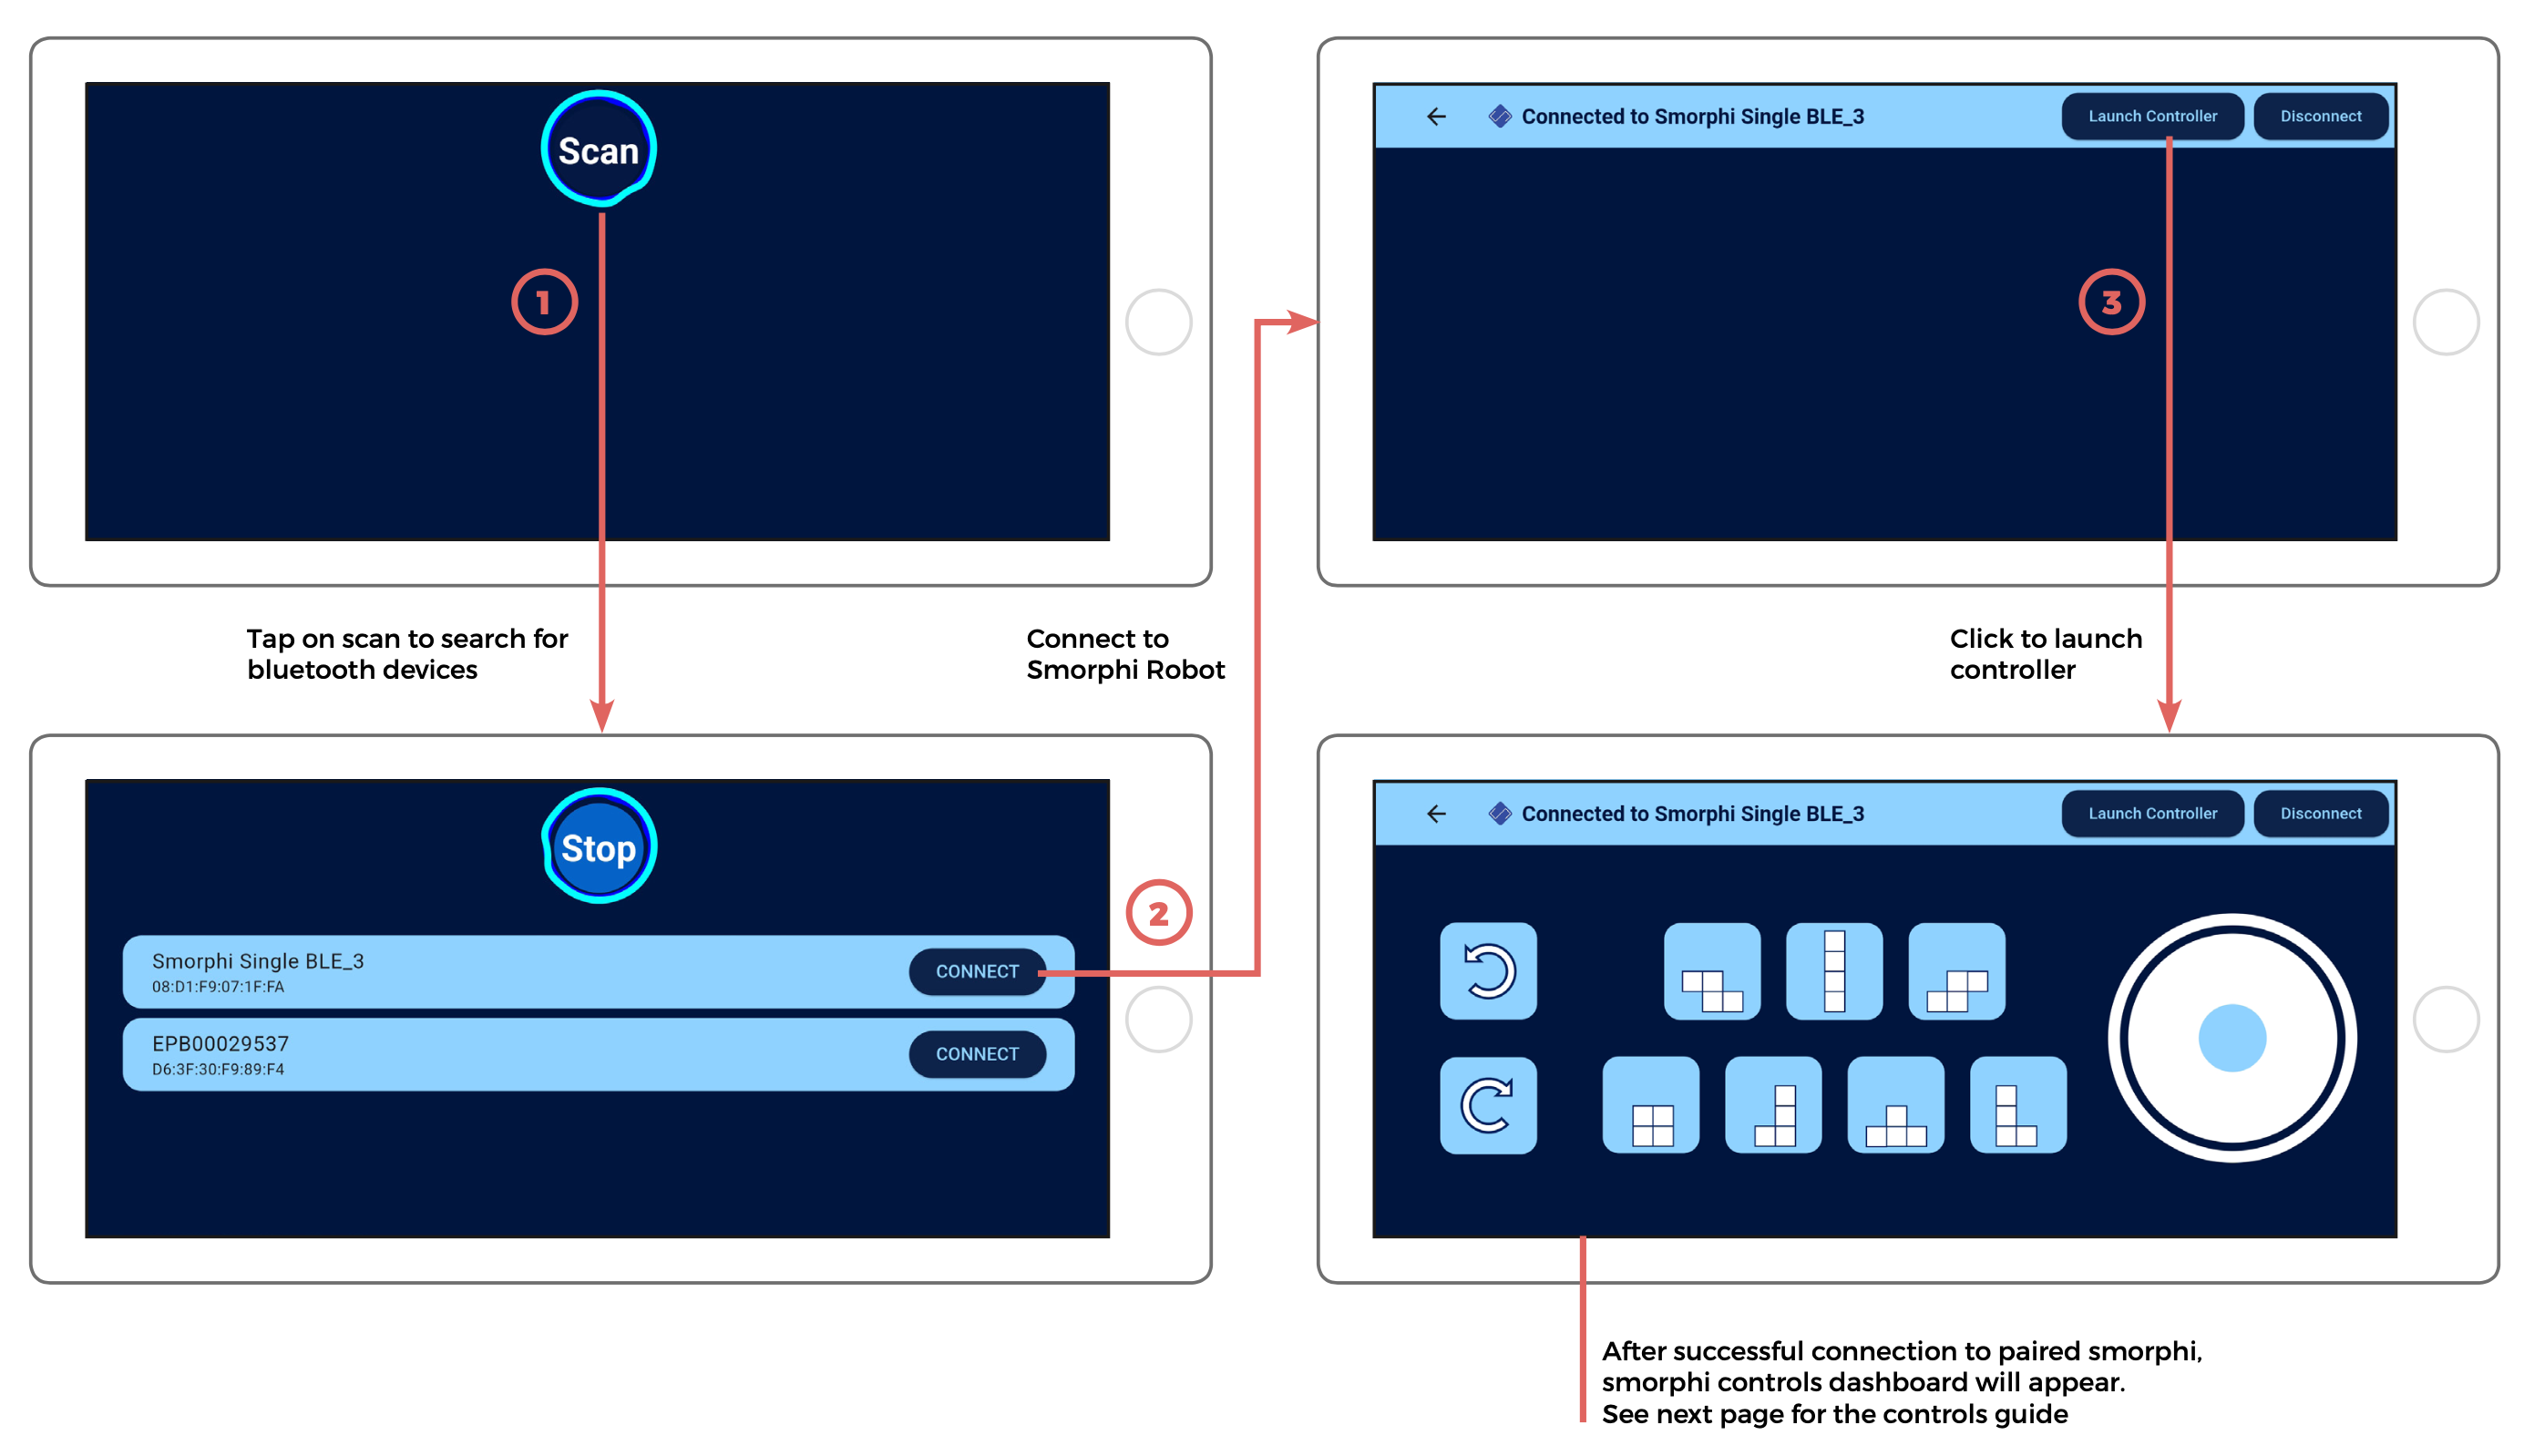 Scan
1
Tap on scan to search for
bluetooth devices
Stop
Smorphi Single BLE_3
08:D1:F9:07:1F:FA
CONNECT
EPB00029537
D6:3F:30:F9:89:F4
CONNECT
2
Connect to
Smorphi Robot
Connected to Smorphi Single BLE_3
Launch Controller
Disconnect
3
Click to launch
controller
Connected to Smorphi Single BLE_3
Launch Controller
Disconnect
After successful connection to paired smorphi,
smorphi controls dashboard will appear.
See next page for the controls guide